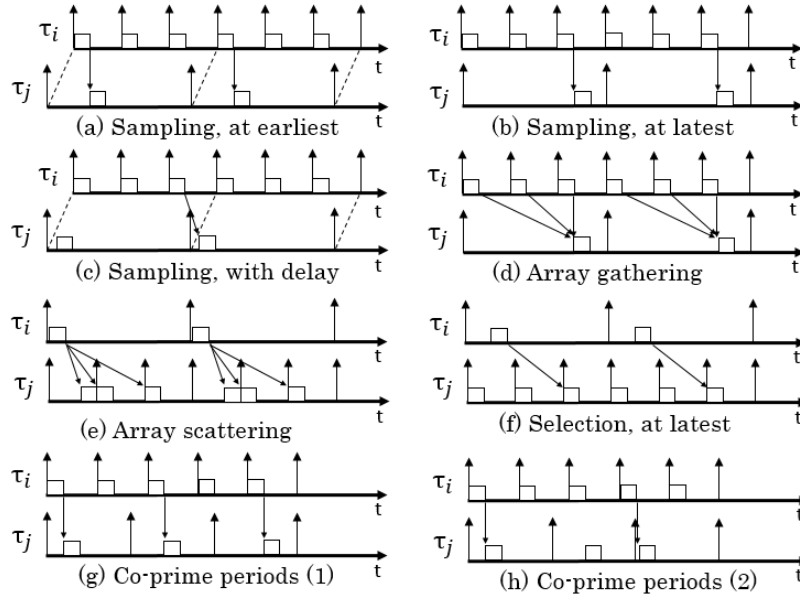 τi
t
τj
t
(a) Sampling, at earliest
τi
t
τj
t
(b) Sampling, at latest
τi
t
τj
t
(c) Sampling, with delay
τi
t
τj
t
(d) Array gathering
τi
t
τj
t
(e) Array scattering
τi
t
τj
t
(f) Selection, at latest
τi
t
τj
t
(g) Co-prime periods (1)
τi
t
τj
t
(h) Co-prime periods (2)